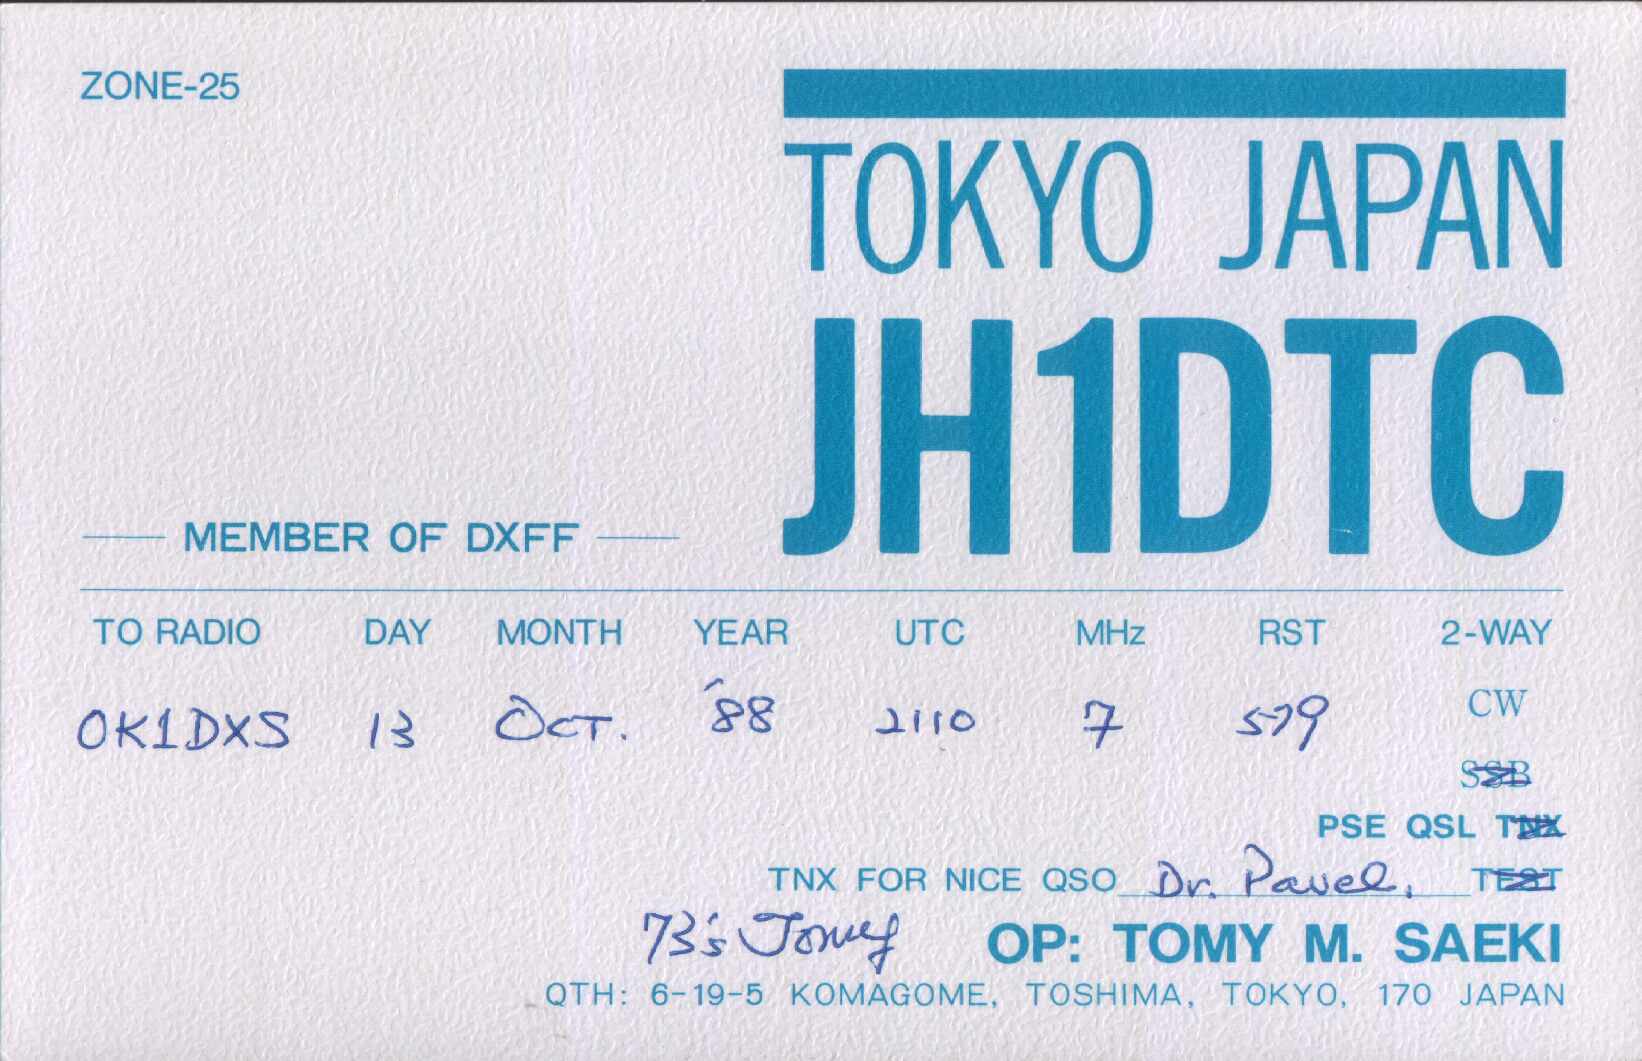 ZONE-25
TOKYO JAPAN
JH1DTC
MEMBER OF DXFF
TO RADIO DAY MONTH YEAR UTC MHz RST 2-WAY
OK1DXS 13 Oct. '88 2110 7 579 CW
SSB
PSE QSL TNX
TNX FOR NICE QSO Dr. Pavel, TEST
73's Tomy OP: TOMY M. SAEKI
QTH: 6-19-5 KOMAGOME, TOSHIMA, TOKYO, 170 JAPAN